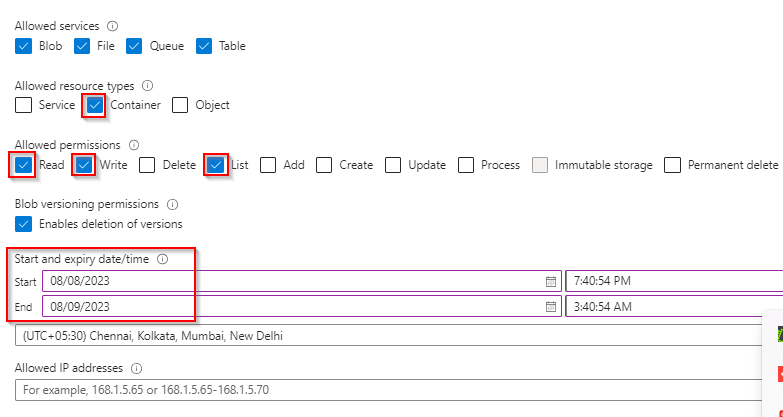 Allowed services
Blob File Queue Table
Allowed resource types
Service Container Object
Allowed permissions
Read Write Delete List Add Create Update Process Immutable storage Permanent delete
Blob versioning permissions
Enables deletion of versions
Start and expiry date/time
Start 08/08/2023 7:40:54 PM
End 08/09/2023 3:40:54 AM
(UTC+05:30) Chennai, Kolkata, Mumbai, New Delhi
Allowed IP addresses
For example, 168.1.5.65 or 168.1.5.65-168.1.5.70